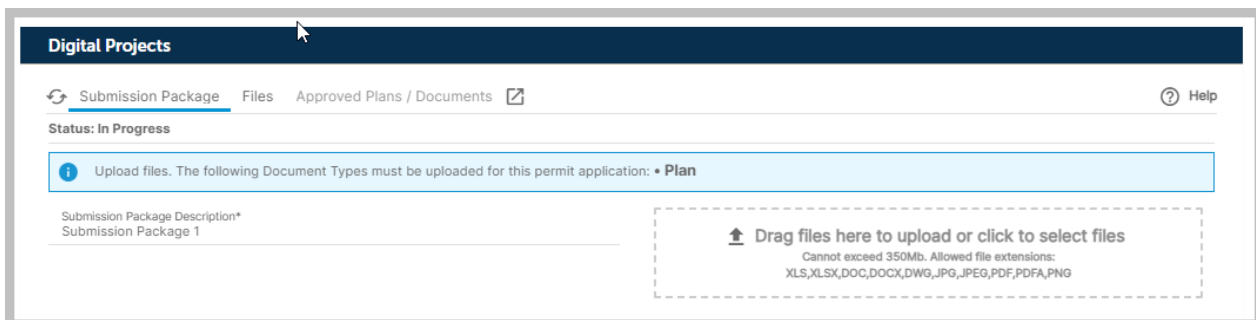 Digital Projects
Submission Package Files Approved Plans / Documents Help
Status: In Progress
Upload files. The following Document Types must be uploaded for this permit application: • Plan
Submission Package Description*
Submission Package 1
Drag files here to upload or click to select files
Cannot exceed 350Mb. Allowed file extensions:
XLS,XLSX,DOC,DOCX,DWG,JPG,JPEG,PDF,PDFA,PNG